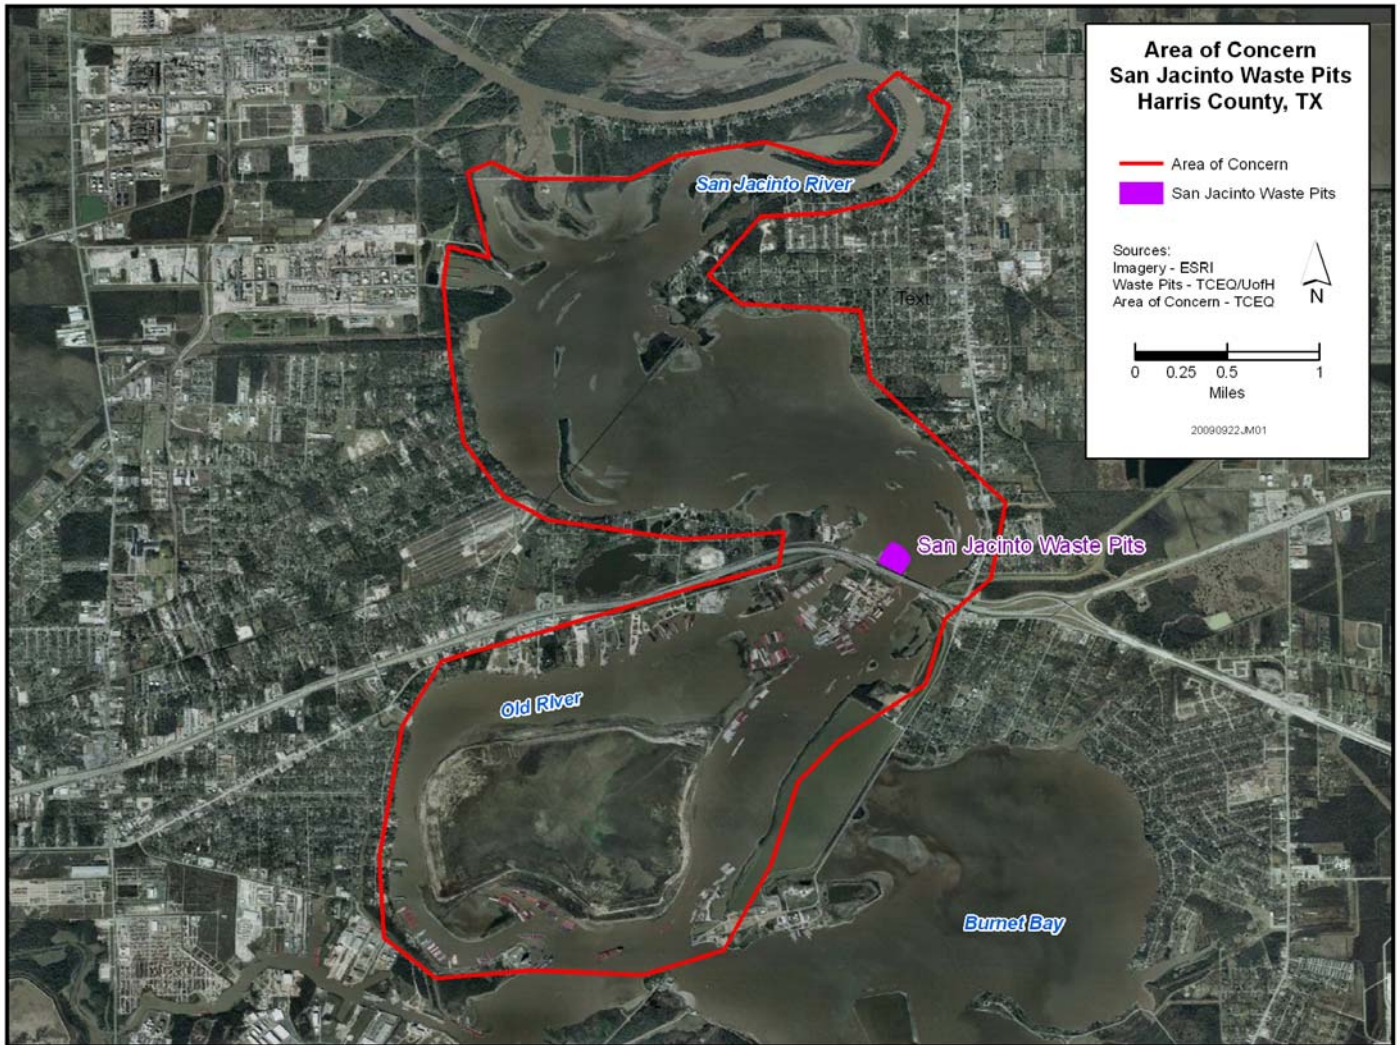 Area of Concern
San Jacinto Waste Pits
Harris County, TX
Area of Concern
San Jacinto Waste Pits
Sources:
Imagery - ESRI
Waste Pits - TCEQ/UofH
Area of Concern - TCEQ
N
0 0.25 0.5 1
Miles
20090922JM01
San Jacinto River
Text
San Jacinto Waste Pits
Old River
Burnet Bay